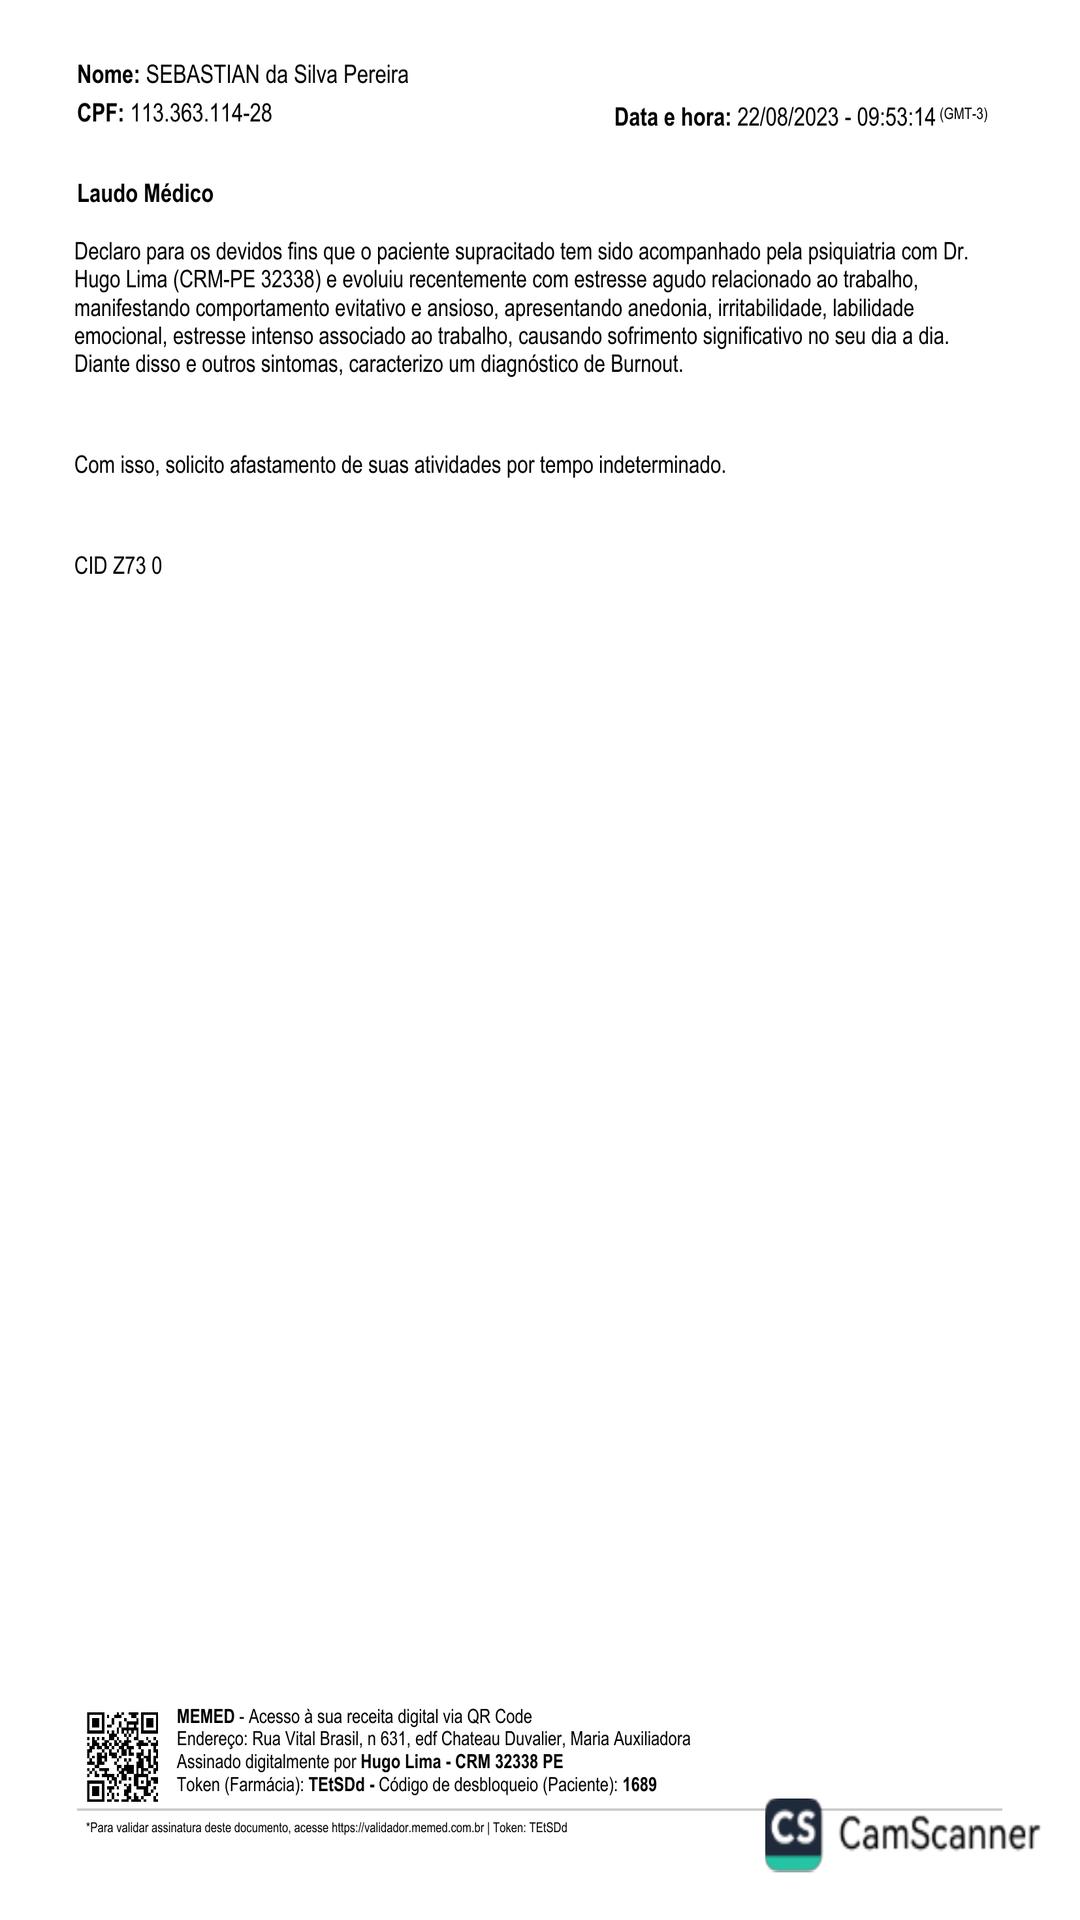 Nome: SEBASTIAN da Silva Pereira
CPF: 113.363.114-28
Data e hora: 22/08/2023 - 09:53:14 (GMT-3)
Laudo Médico
Declaro para os devidos fins que o paciente supracitado tem sido acompanhado pela psiquiatria com Dr.
Hugo Lima (CRM-PE 32338) e evoluiu recentemente com estresse agudo relacionado ao trabalho,
manifestando comportamento evitativo e ansioso, apresentando anedonia, irritabilidade, labilidade
emocional, estresse intenso associado ao trabalho, causando sofrimento significativo no seu dia a dia.
Diante disso e outros sintomas, caracterizo um diagnóstico de Burnout.
Com isso, solicito afastamento de suas atividades por tempo indeterminado.
CID Z73 0
MEMED - Acesso à sua receita digital via QR Code
Endereço: Rua Vital Brasil, n 631, edf Chateau Duvalier, Maria Auxiliadora
Assinado digitalmente por Hugo Lima - CRM 32338 PE
Token (Farmácia): TEtSDd - Código de desbloqueio (Paciente): 1689
*Para validar assinatura deste documento, acesse https://validador.memed.com.br | Token: TEtSDd
CS CamScanner